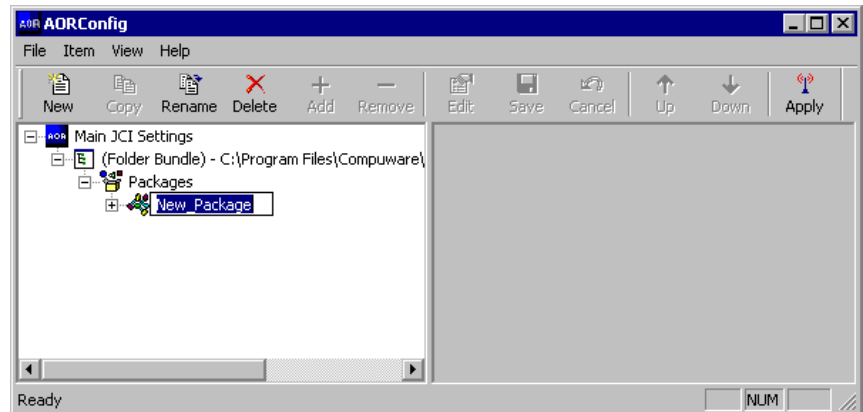 AOR AORConfig
File Item View Help
New Copy Rename Delete Add Remove Edit Save Cancel Up Down Apply
AOR Main JCI Settings
(Folder Bundle) - C:\Program Files\Compuware\
Packages
New_Package
Ready NUM